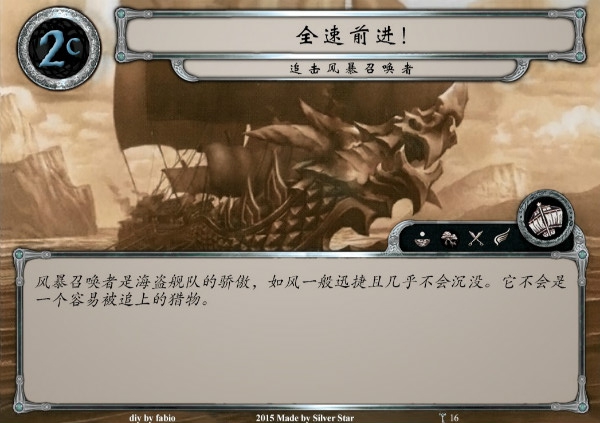 2C
全速前进！
追击风暴召唤者
风暴召唤者是海盗舰队的骄傲，如风一般迅捷且几乎不会沉没。它不会是
一个容易被追上的猎物。
diy by fabio 2015 Made by Silver Star 16